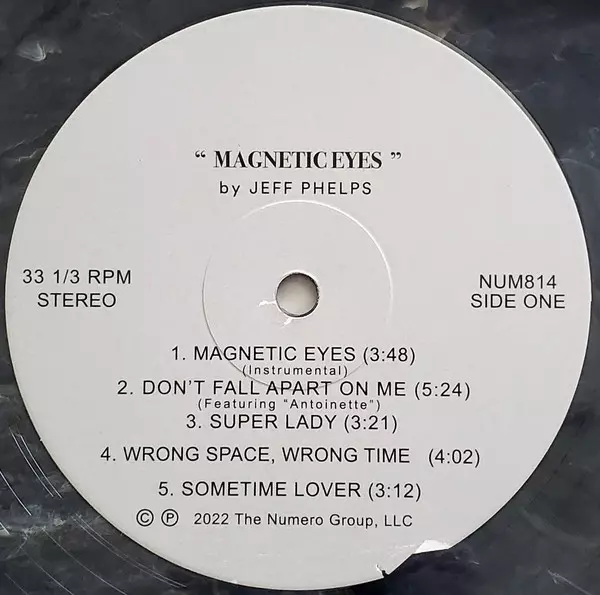 “ MAGNETIC EYES ”
by JEFF PHELPS
33 1/3 RPM
STEREO
NUM814
SIDE ONE
1. MAGNETIC EYES (3:48)
(Instrumental)
2. DON'T FALL APART ON ME (5:24)
(Featuring "Antoinette")
3. SUPER LADY (3:21)
4. WRONG SPACE, WRONG TIME (4:02)
5. SOMETIME LOVER (3:12)
© ℗ 2022 The Numero Group, LLC